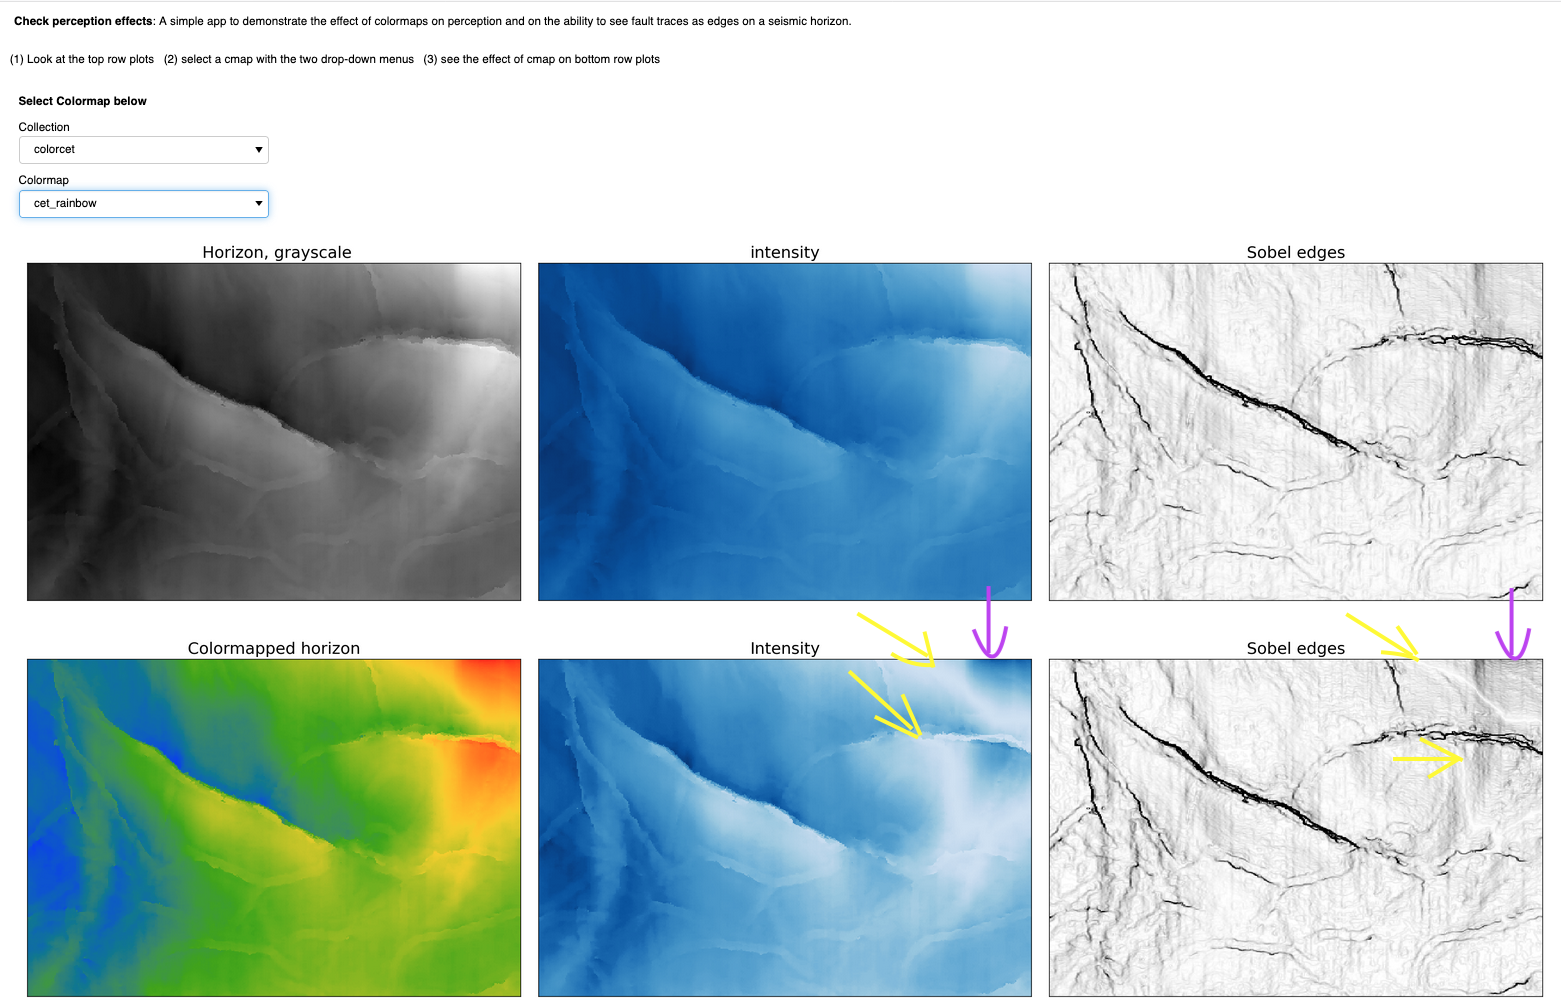 Check perception effects: A simple app to demonstrate the effect of colormaps on perception and on the ability to see fault traces as edges on a seismic horizon.
(1) Look at the top row plots (2) select a cmap with the two drop-down menus (3) see the effect of cmap on bottom row plots
Select Colormap below
Collection
colorcet
Colormap
cet_rainbow
Horizon, grayscale
intensity
Sobel edges
Colormapped horizon
Intensity
Sobel edges